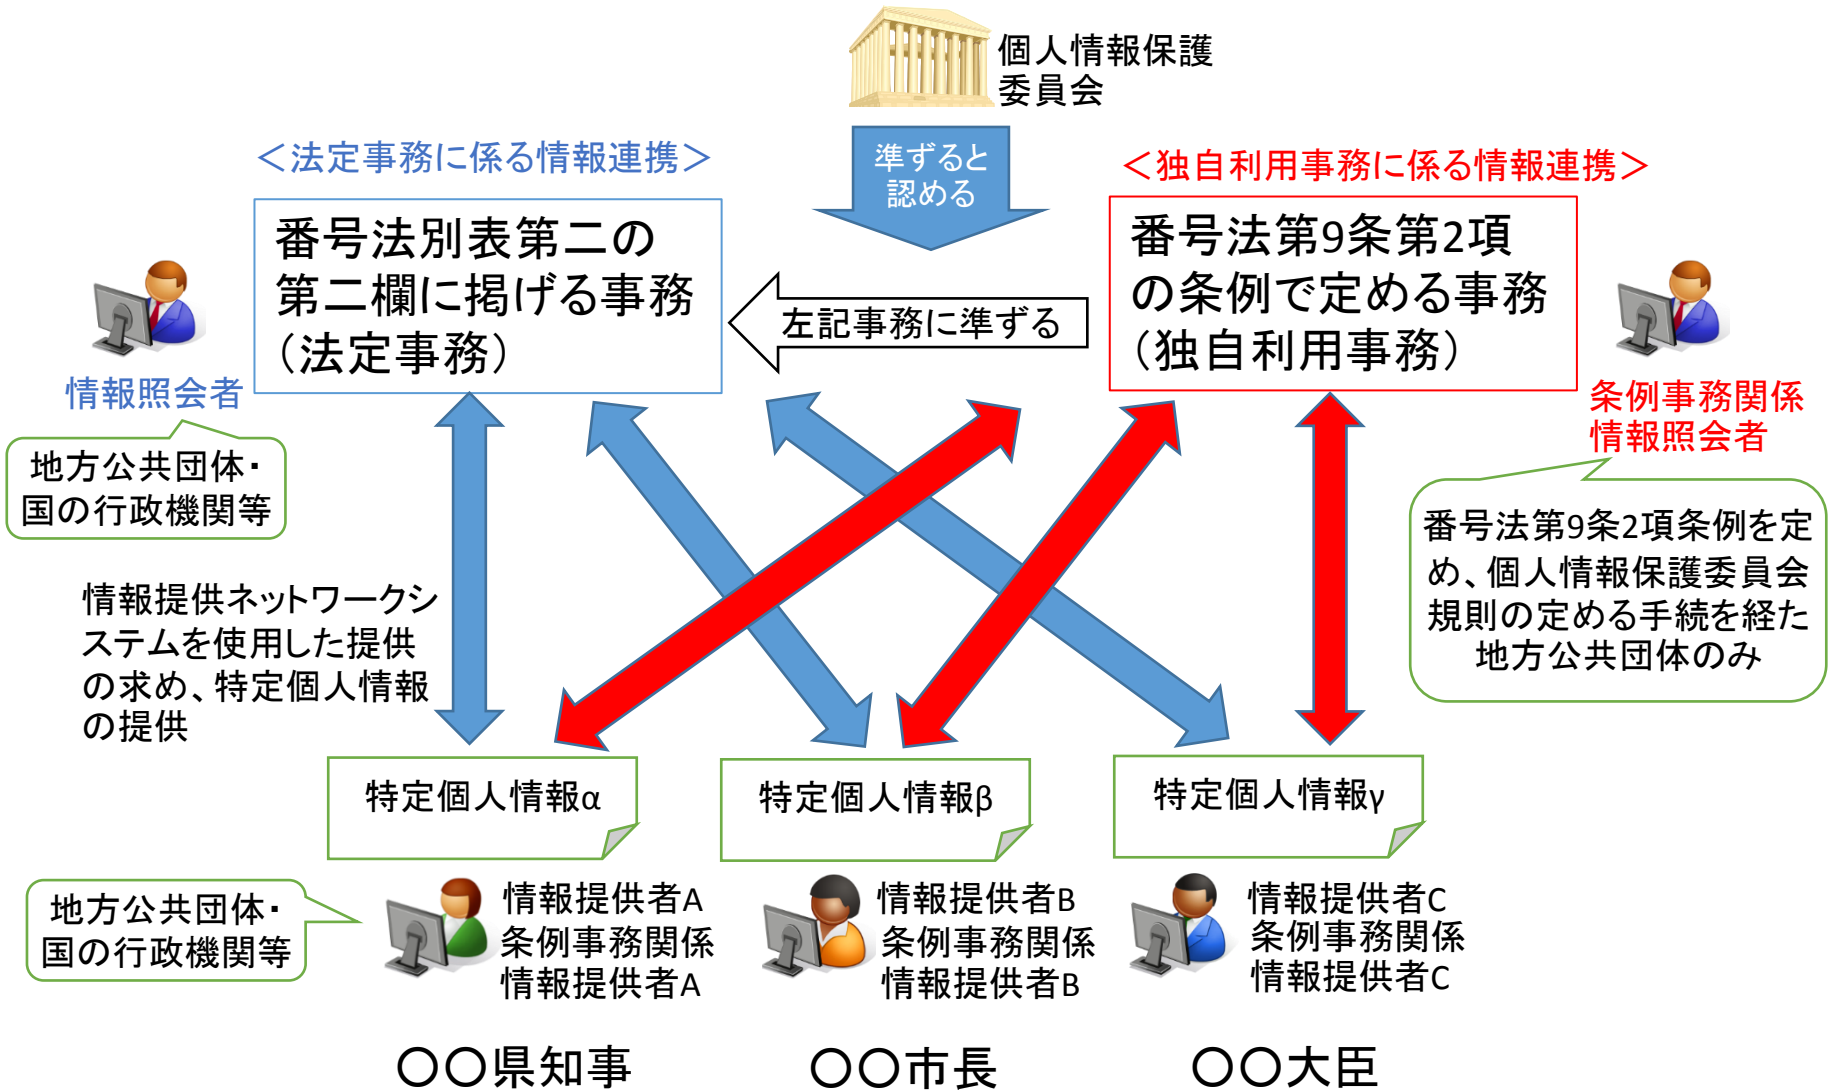 個人情報保護
委員会
準ずると
認める
＜法定事務に係る情報連携＞
＜独自利用事務に係る情報連携＞
番号法別表第二の
第二欄に掲げる事務
（法定事務）
左記事務に準ずる
番号法第9条第2項
の条例で定める事務
（独自利用事務）
情報照会者
地方公共団体・
国の行政機関等
条例事務関係
情報照会者
番号法第9条2項条例を定
め、個人情報保護委員会
規則の定める手続を経た
地方公共団体のみ
情報提供ネットワークシ
ステムを使用した提供
の求め、特定個人情報
の提供
特定個人情報α
特定個人情報β
特定個人情報γ
地方公共団体・
国の行政機関等
情報提供者A
条例事務関係
情報提供者A
情報提供者B
条例事務関係
情報提供者B
情報提供者C
条例事務関係
情報提供者C
〇〇県知事
〇〇市長
〇〇大臣